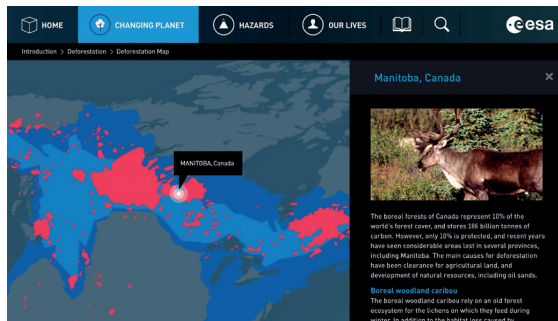 HOME
CHANGING PLANET
HAZARDS
OUR LIVES
esa
Introduction > Deforestation > Deforestation Map
Manitoba, Canada
MANITOBA, Canada
The boreal forests of Canada represent 10% of the
world's forest cover, and stores 186 billion tonnes of
carbon. However, only 10% is protected, and recent years
have seen considerable areas lost in several provinces,
including Manitoba. The main causes for deforestation
have been clearance for agricultural land, and
development of natural resources, including oil sands.
Boreal woodland caribou
The boreal woodland caribou rely on an old forest
ecosystem for the lichens on which they feed during
winter. In addition to the habitat loss caused by